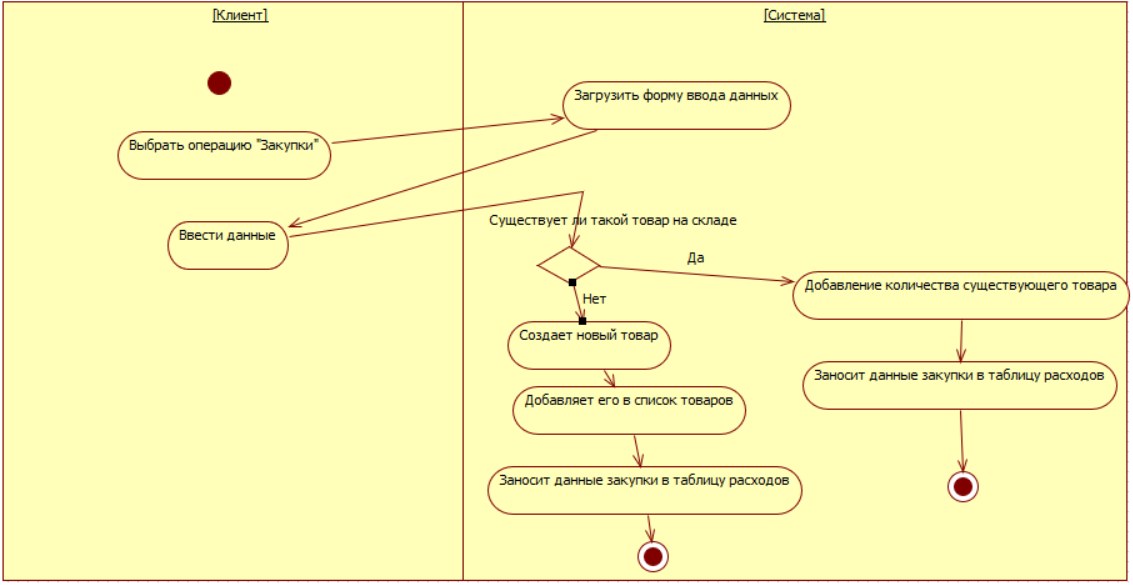 [Клиент]
[Система]
Загрузить форму ввода данных
Выбрать операцию "Закупки"
Ввести данные
Существует ли такой товар на складе
Да
Добавление количества существующего товара
Нет
Создает новый товар
Заносит данные закупки в таблицу расходов
Добавляет его в список товаров
Заносит данные закупки в таблицу расходов